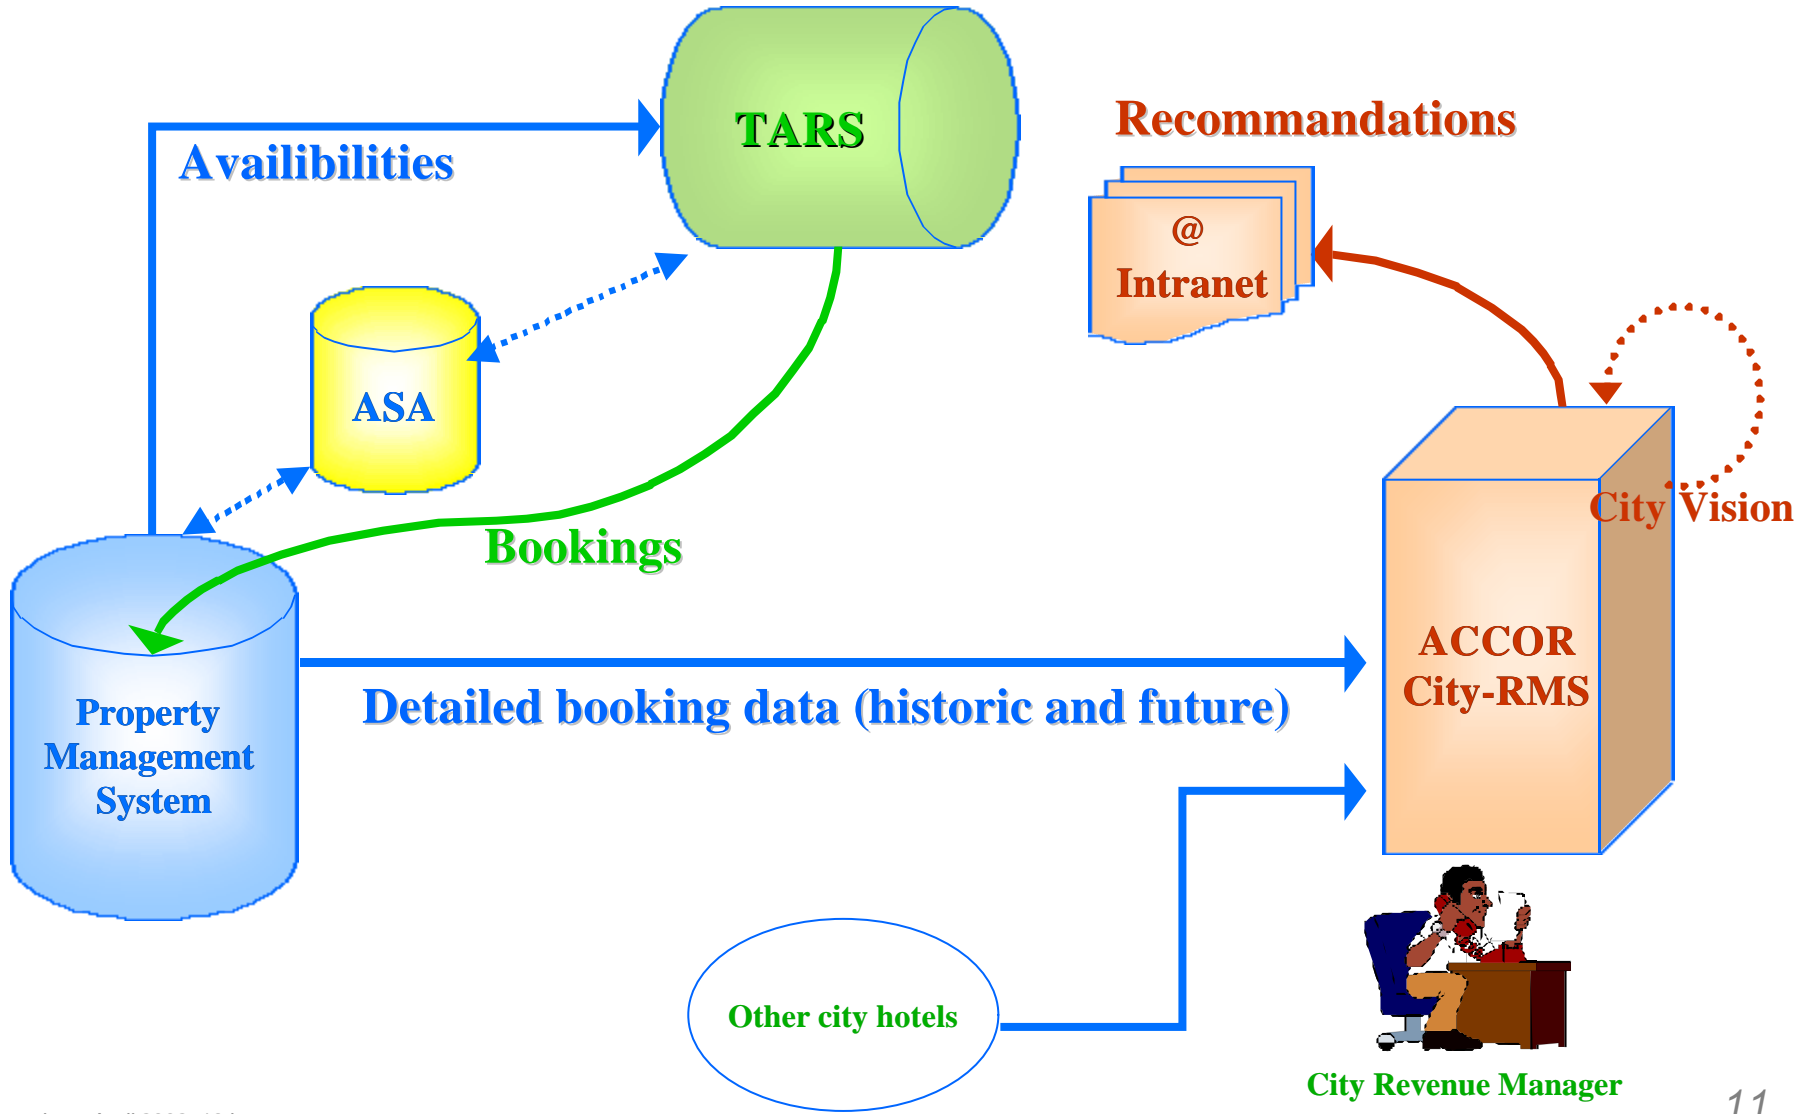 TARS
Recommandations
Availibilities
@
Intranet
ASA
City Vision
Bookings
ACCOR
City-RMS
Detailed booking data (historic and future)
Property
Management
System
Other city hotels
City Revenue Manager
11